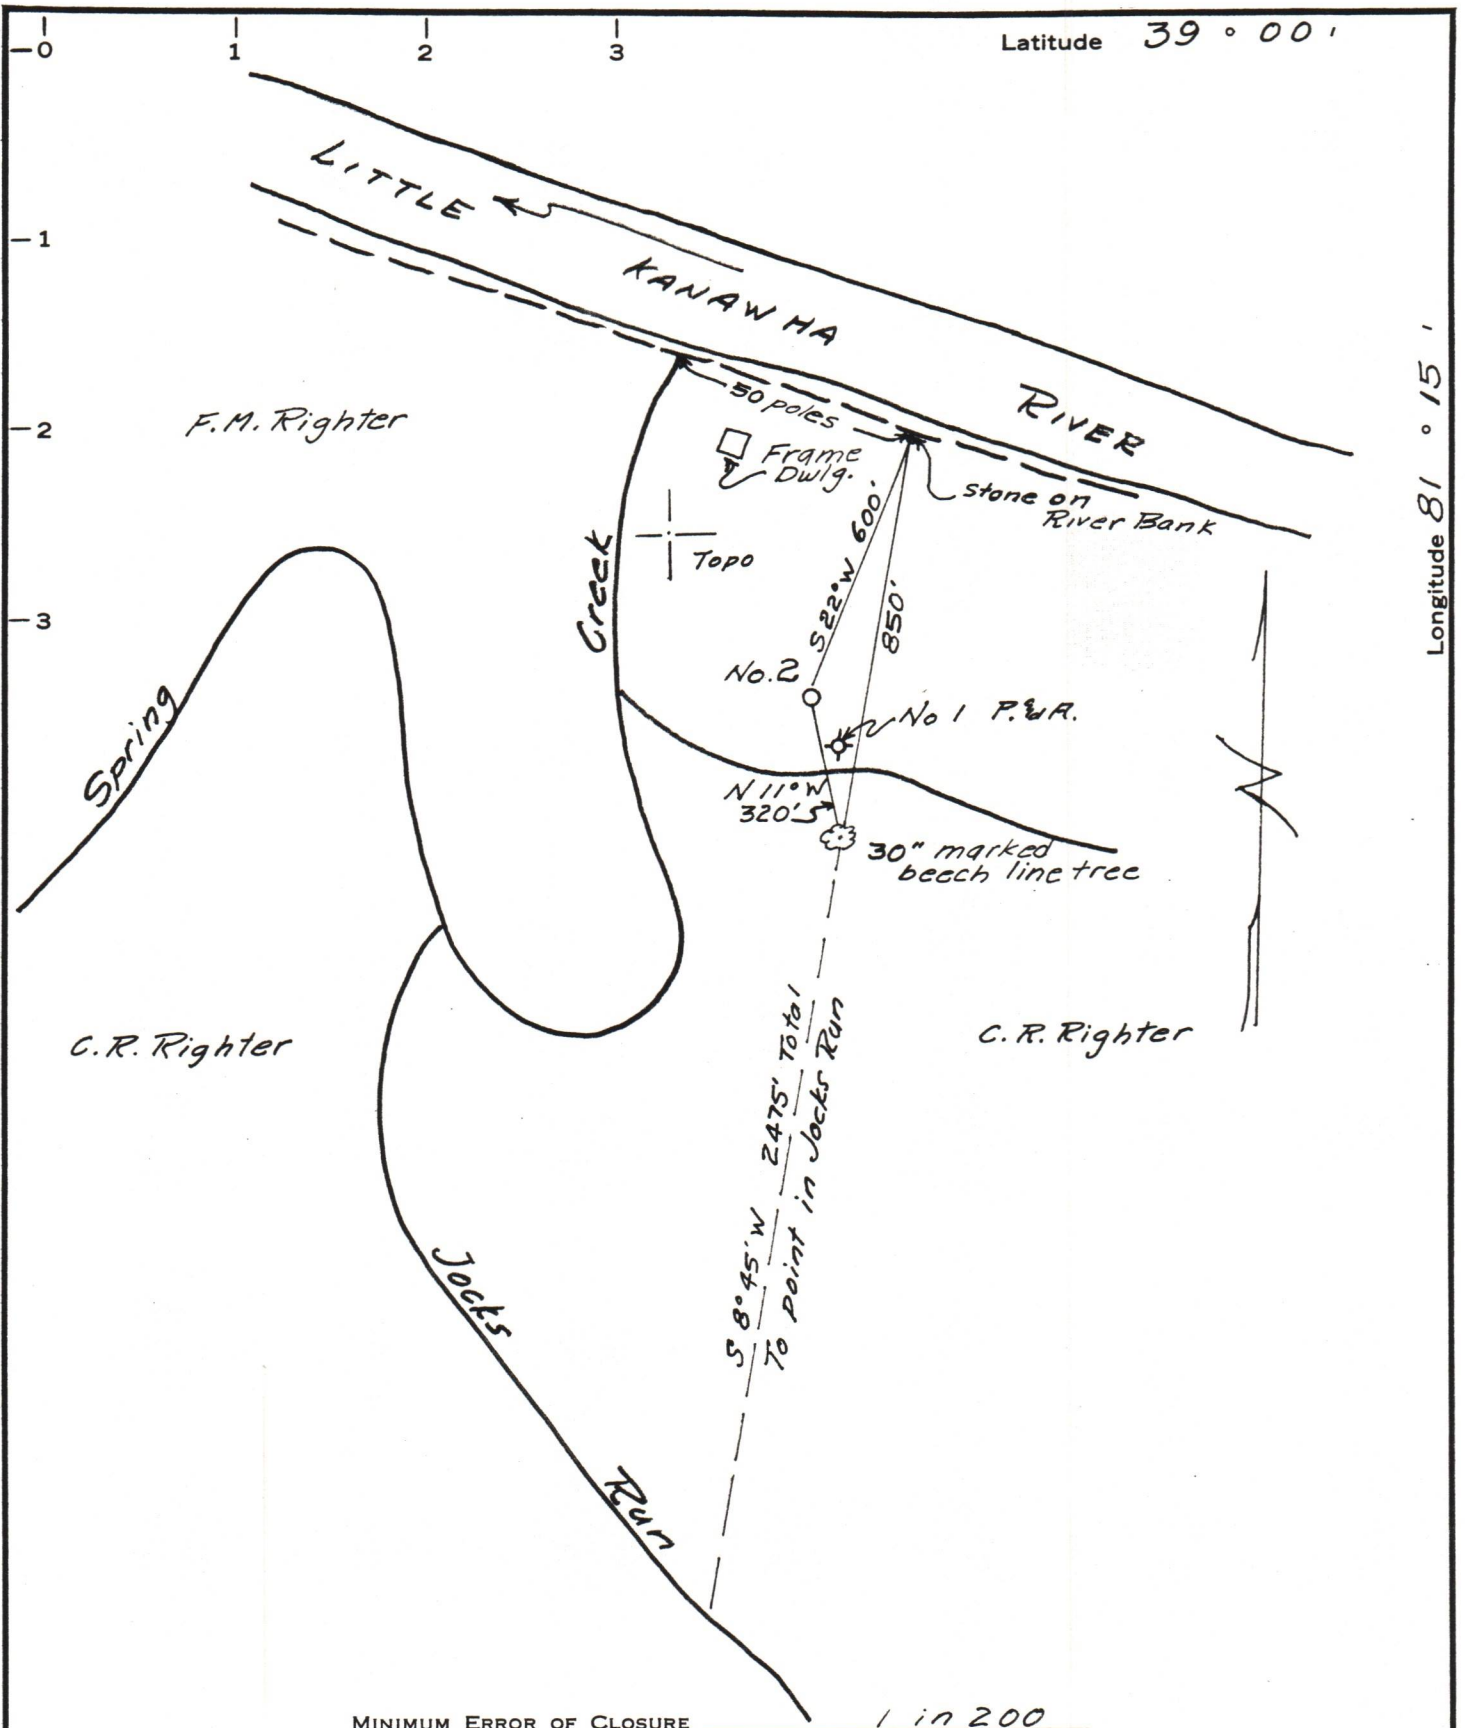 0 1 2 3
Latitude 39° 00'
LITTLE
KANAWHA
RIVER
1
2
3
Longitude 81° 15'
50 poles
F.M. Righter
Frame
Dwlg.
stone on
River Bank
Topo
Creek
S 22° W 600'
850'
No. 2
No 1 P.&A.
Spring
N 11° W
320'
30" marked
beech line tree
C.R. Righter
C.R. Righter
S 8° 45' W 2475' Total
To point in Jocks Run
Jocks
Run
MINIMUM ERROR OF CLOSURE 1 in 200